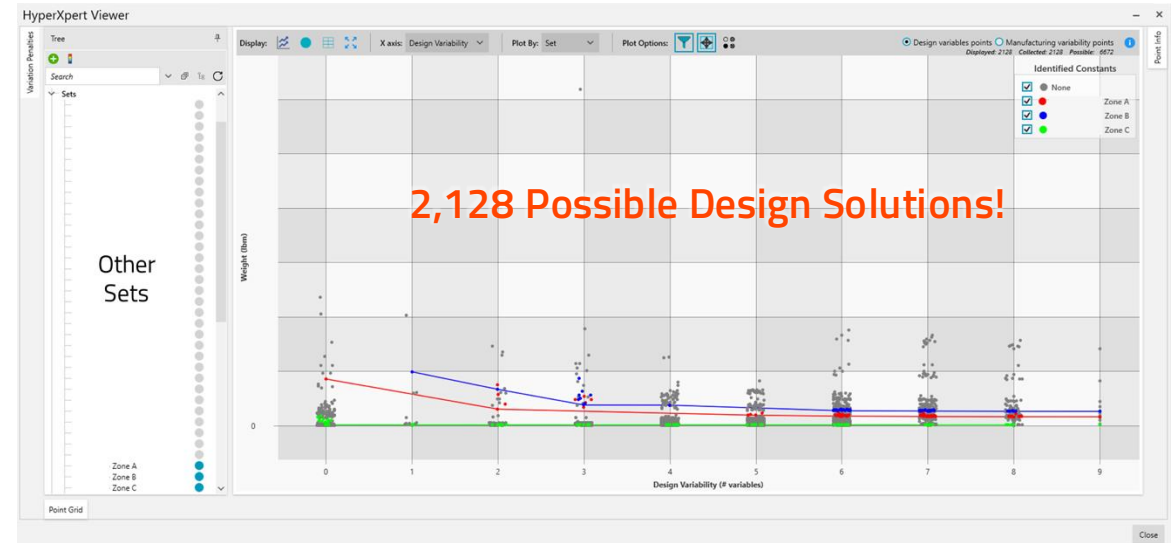 HyperXpert Viewer
Variation Penalties
Tree
Search
Sets
Other
Sets
Zone A
Zone B
Zone C
Point Grid
Display:
X axis: Design Variability
Plot By: Set
Plot Options:
Design variables points
Manufacturing variability points
Displayed: 2128 Collected: 2128 Possible: 6672
Point Info
Identified Constants
None
Zone A
Zone B
Zone C
2,128 Possible Design Solutions!
Weight (lbm)
0
0 1 2 3 4 5 6 7 8 9
Design Variability (# variables)
Close